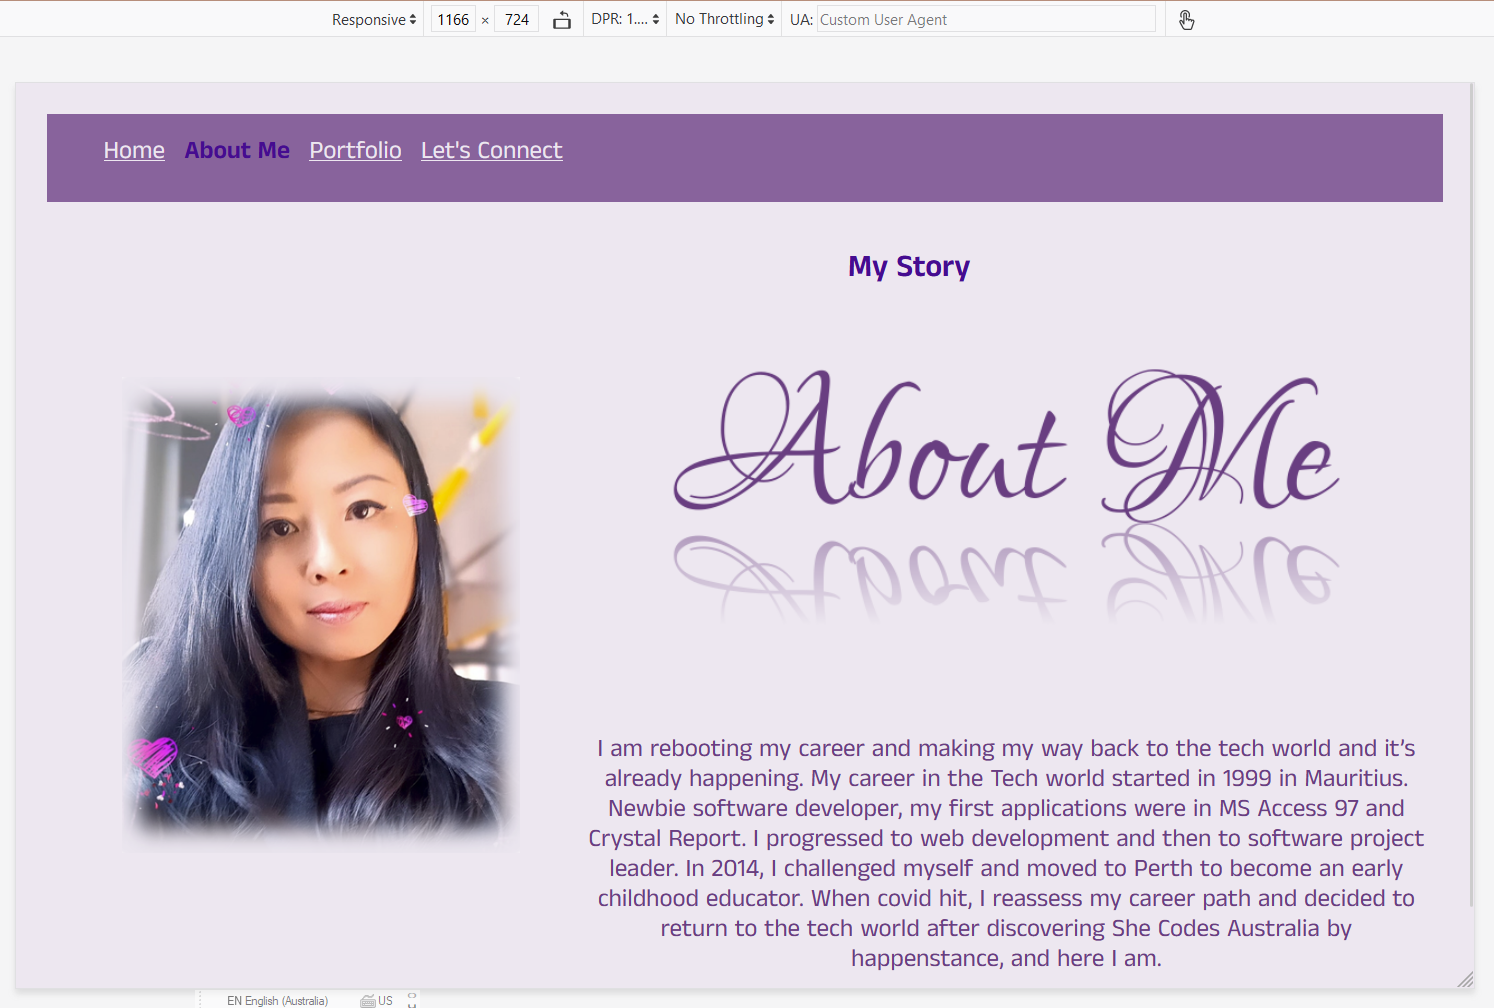 Responsive 1166 × 724 DPR: 1.... No Throttling UA: Custom User Agent
Home About Me Portfolio Let's Connect
My Story
About Me
I am rebooting my career and making my way back to the tech world and it’s
already happening. My career in the Tech world started in 1999 in Mauritius.
Newbie software developer, my first applications were in MS Access 97 and
Crystal Report. I progressed to web development and then to software project
leader. In 2014, I challenged myself and moved to Perth to become an early
childhood educator. When covid hit, I reassess my career path and decided to
return to the tech world after discovering She Codes Australia by
happenstance, and here I am.
EN English (Australia) US